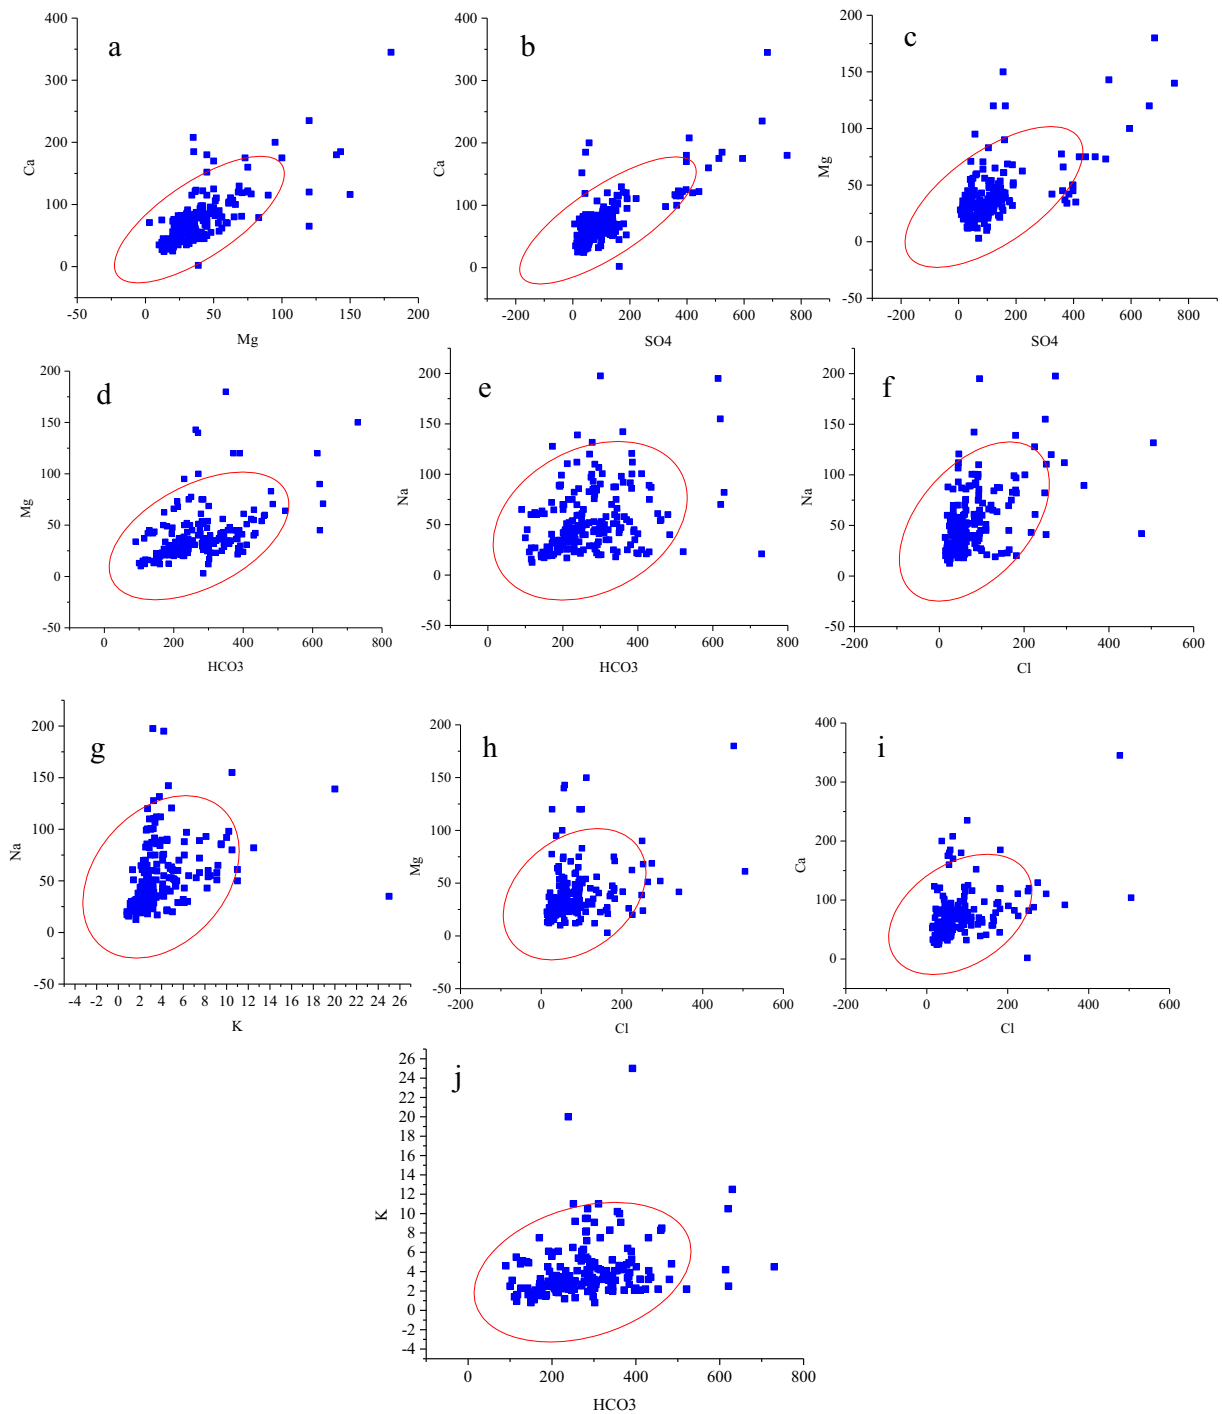 a
Ca
400
300
200
100
0
-50 0 50 100 150 200
Mg
b
Ca
400
300
200
100
0
-200 0 200 400 600 800
SO4
c
Mg
200
150
100
50
0
-50
-200 0 200 400 600 800
SO4
d
Mg
200
150
100
50
0
-50
0 200 400 600 800
HCO3
e
Na
200
150
100
50
0
-50
0 200 400 600 800
HCO3
f
Na
200
150
100
50
0
-50
-200 0 200 400 600
Cl
g
Na
200
150
100
50
0
-50
-4 -2 0 2 4 6 8 10 12 14 16 18 20 22 24 26
K
h
Mg
200
150
100
50
0
-50
-200 0 200 400 600
Cl
i
Ca
400
300
200
100
0
-200 0 200 400 600
Cl
j
K
26
24
22
20
18
16
14
12
10
8
6
4
2
0
-2
-4
0 200 400 600 800
HCO3